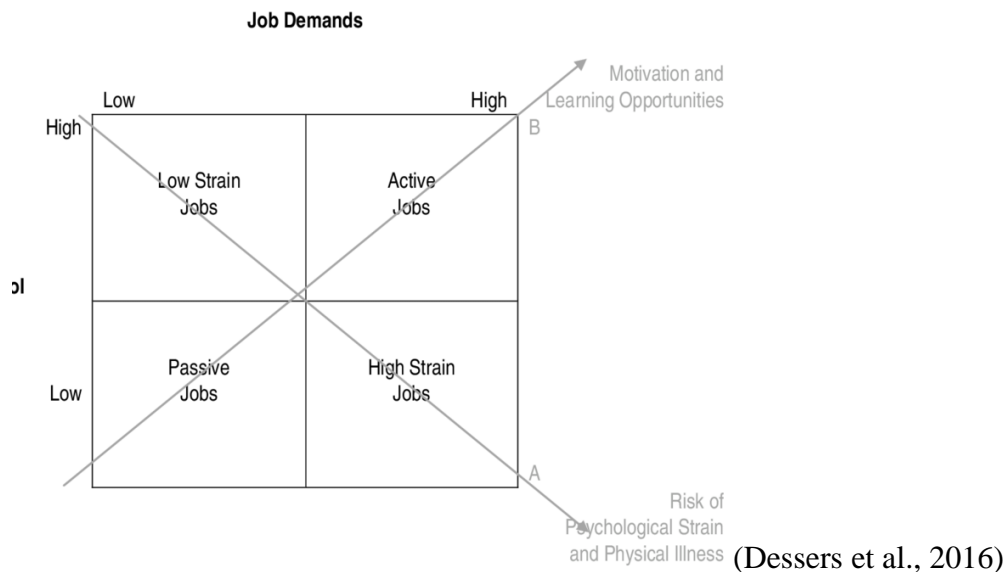 Job Demands
Motivation and
Learning Opportunities
Low
High
High
B
Low Strain
Jobs
Active
Jobs
ol
Passive
Jobs
High Strain
Jobs
Low
A
Risk of
Psychological Strain
and Physical Illness
(Dessers et al., 2016)